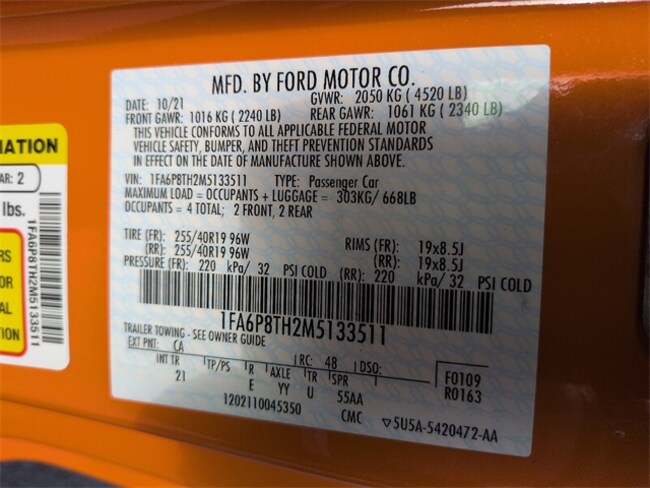 MFD. BY FORD MOTOR CO.
DATE: 10/21 GVWR: 2050 KG ( 4520 LB)
FRONT GAWR: 1016 KG ( 2240 LB) REAR GAWR: 1061 KG ( 2340 LB)
THIS VEHICLE CONFORMS TO ALL APPLICABLE FEDERAL MOTOR
VEHICLE SAFETY, BUMPER, AND THEFT PREVENTION STANDARDS
IN EFFECT ON THE DATE OF MANUFACTURE SHOWN ABOVE.
VIN: 1FA6P8TH2M5133511 TYPE: Passenger Car
MAXIMUM LOAD = OCCUPANTS + LUGGAGE = 303KG/ 668LB
OCCUPANTS = 4 TOTAL; 2 FRONT, 2 REAR
TIRE (FR): 255/40R19 96W RIMS (FR): 19x8.5J
(RR): 255/40R19 96W (RR): 19x8.5J
PRESSURE (FR): 220 kPa/ 32 PSI COLD (RR): 220 kPa/ 32 PSI COLD
1FA6P8TH2M5133511
TRAILER TOWING - SEE OWNER GUIDE
EXT PNT: CA RC: 48 DSO: F0109
INT TR TP/PS R AXLE TR SPR R0163
21 E YY U 55AA
1202110045350 CMC ▽5U5A-5420472-AA
IATION
AR: 2
lbs.
RS
OR
AL
TION
1FA6P8TH2M5133511